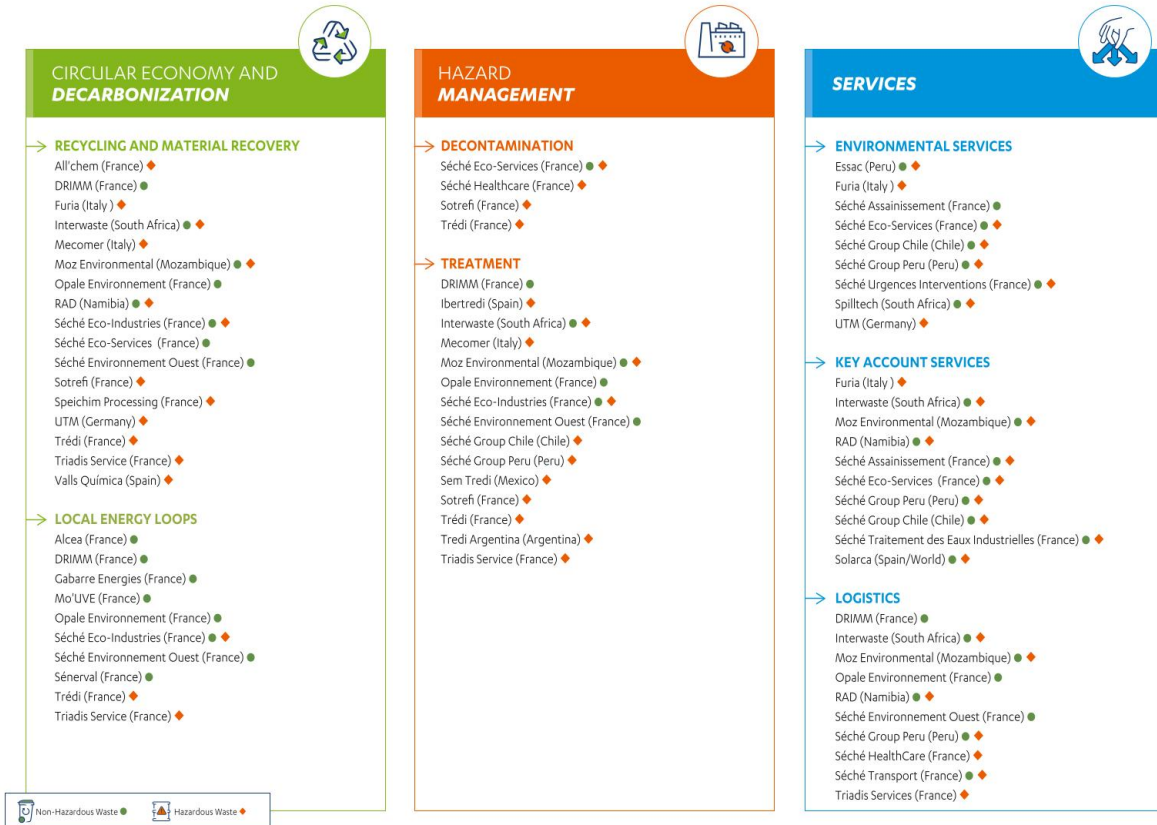 CIRCULAR ECONOMY AND
DECARBONIZATION
RECYCLING AND MATERIAL RECOVERY
All'chem (France)
DRIMM (France)
Furia (Italy )
Interwaste (South Africa)
Mecomer (Italy)
Moz Environmental (Mozambique)
Opale Environnement (France)
RAD (Namibia)
Séché Eco-Industries (France)
Séché Eco-Services (France)
Séché Environnement Ouest (France)
Sotrefi (France)
Speichim Processing (France)
UTM (Germany)
Trédi (France)
Triadis Service (France)
Valls Química (Spain)
LOCAL ENERGY LOOPS
Alcea (France)
DRIMM (France)
Gabarre Energies (France)
Mo'UVE (France)
Opale Environnement (France)
Séché Eco-Industries (France)
Séché Environnement Ouest (France)
Sénerval (France)
Trédi (France)
Triadis Service (France)
Non-Hazardous Waste
Hazardous Waste
HAZARD
MANAGEMENT
DECONTAMINATION
Séché Eco-Services (France)
Séché Healthcare (France)
Sotrefi (France)
Trédi (France)
TREATMENT
DRIMM (France)
Ibertredi (Spain)
Interwaste (South Africa)
Mecomer (Italy)
Moz Environmental (Mozambique)
Opale Environnement (France)
Séché Eco-Industries (France)
Séché Environnement Ouest (France)
Séché Group Chile (Chile)
Séché Group Peru (Peru)
Sem Tredi (Mexico)
Sotrefi (France)
Trédi (France)
Tredi Argentina (Argentina)
Triadis Service (France)
SERVICES
ENVIRONMENTAL SERVICES
Essac (Peru)
Furia (Italy )
Séché Assainissement (France)
Séché Eco-Services (France)
Séché Group Chile (Chile)
Séché Group Peru (Peru)
Séché Urgences Interventions (France)
Spilltech (South Africa)
UTM (Germany)
KEY ACCOUNT SERVICES
Furia (Italy )
Interwaste (South Africa)
Moz Environmental (Mozambique)
RAD (Namibia)
Séché Assainissement (France)
Séché Eco-Services (France)
Séché Group Peru (Peru)
Séché Group Chile (Chile)
Séché Traitement des Eaux Industrielles (France)
Solarca (Spain/World)
LOGISTICS
DRIMM (France)
Interwaste (South Africa)
Moz Environmental (Mozambique)
Opale Environnement (France)
RAD (Namibia)
Séché Environnement Ouest (France)
Séché Group Peru (Peru)
Séché HealthCare (France)
Séché Transport (France)
Triadis Services (France)